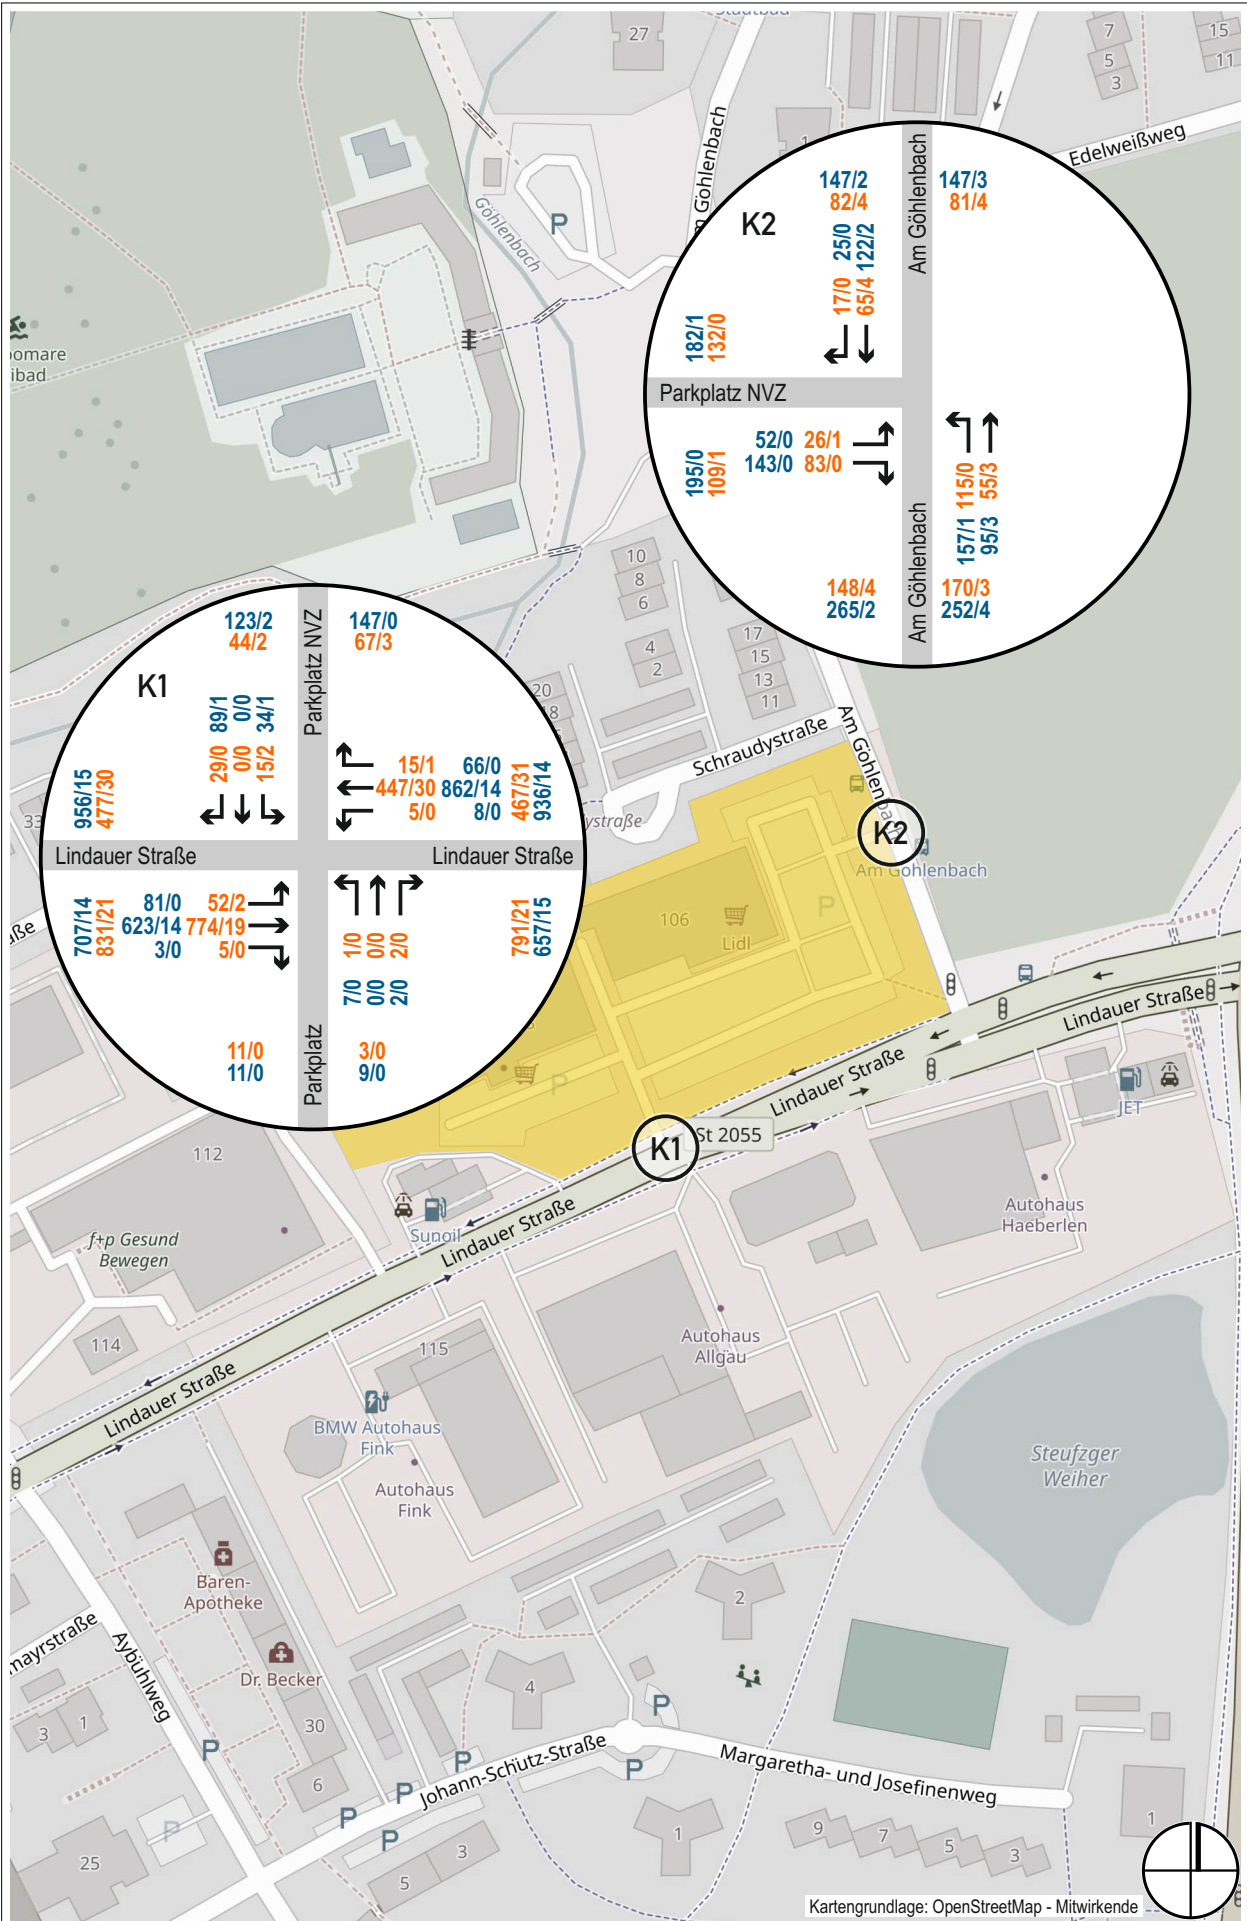 27
7
5
3
15
11
1
Edelweißweg
Am Göhlenbach
Göhlenbach
P
K2
147/2
82/4
25/0
122/2
17/0
65/4
Am Göhlenbach
147/3
81/4
182/1
132/0
Parkplatz NVZ
52/0 26/1
143/0 83/0
195/0
109/1
115/0
55/3
157/1
95/3
Am Göhlenbach
148/4
265/2
170/3
252/4
10
8
6
4
2
17
15
13
11
20
18
K1
123/2
44/2
Parkplatz NVZ
147/0
67/3
89/1
0/0
34/1
29/0
0/0
15/2
956/15
477/30
15/1 66/0
447/30 862/14
5/0 8/0
467/31
936/14
Lindauer Straße
Lindauer Straße
707/14
831/21
81/0 52/2
623/14 774/19
3/0 5/0
1/0
0/0
2/0
7/0
0/0
2/0
791/21
657/15
11/0
11/0
Parkplatz
3/0
9/0
33
Schraudystraße
Am Göhlenbach
K2
Am Göhlenbach
106
Lidl
P
P
Lindauer Straße
Lindauer Straße
K1
St 2055
JET
112
f+p Gesund
Bewegen
Sunoil
Lindauer Straße
Autohaus
Haeberlen
114
115
Autohaus
Allgäu
Lindauer Straße
BMW Autohaus
Fink
Autohaus
Fink
Steufzger
Weiher
Bären-
Apotheke
2
Aybühlweg
Dr. Becker
4
3
1
30
6
P
P
P
P
P
P
P
P
Johann-Schütz-Straße
Margaretha- und Josefinenweg
25
5
3
1
9
7
5
3
1
Kartengrundlage: OpenStreetMap - Mitwirkende